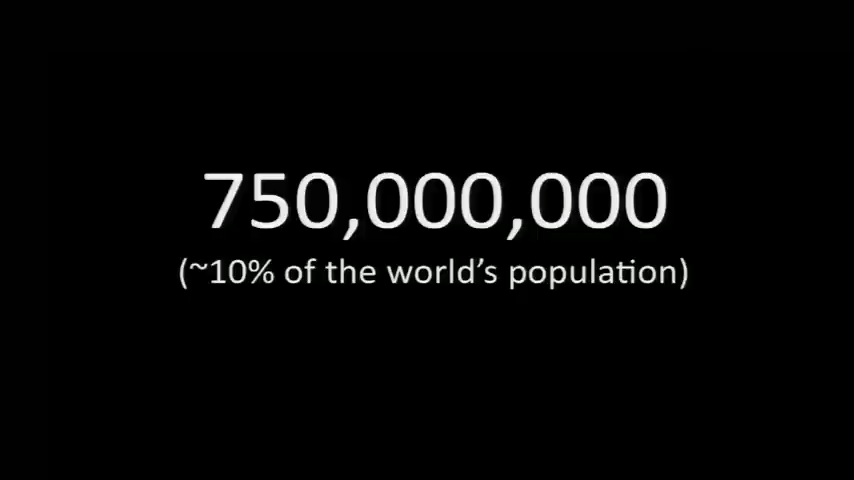 750,000,000
(~10% of the world’s population)